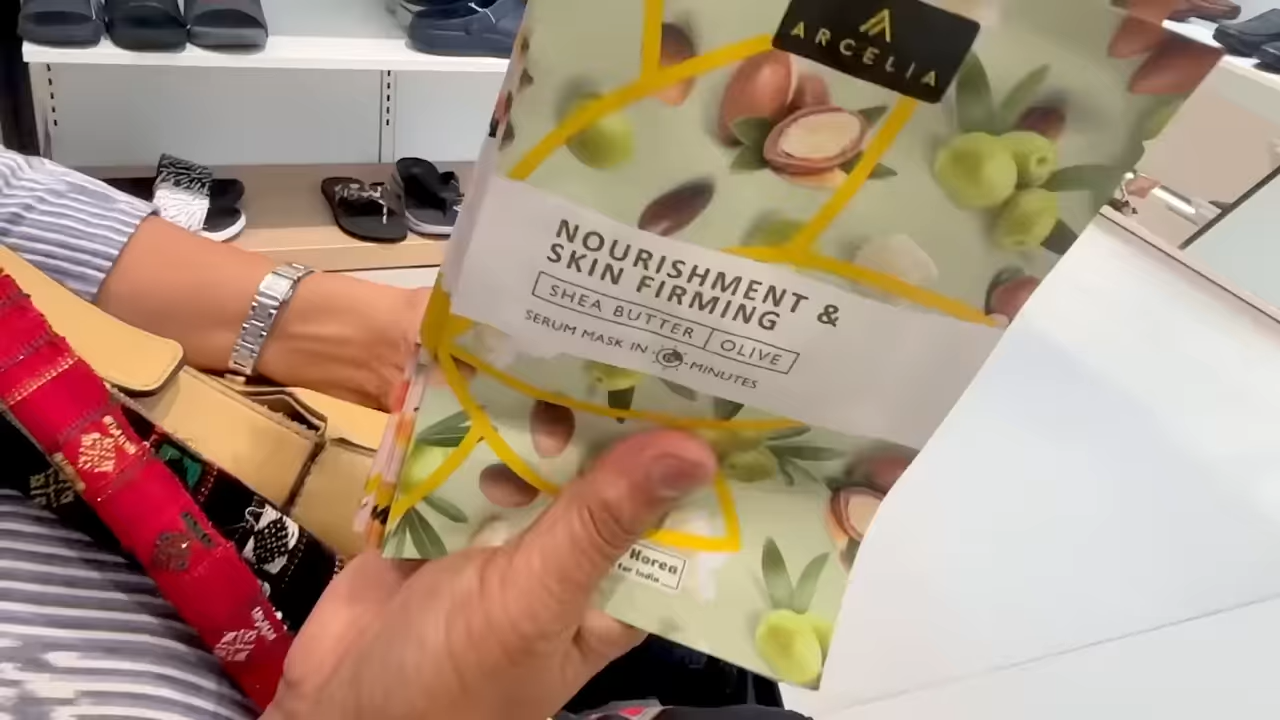 ARCELIA
NOURISHMENT &
SKIN FIRMING
SHEA BUTTER | OLIVE
SERUM MASK IN -MINUTES
Korea
for India